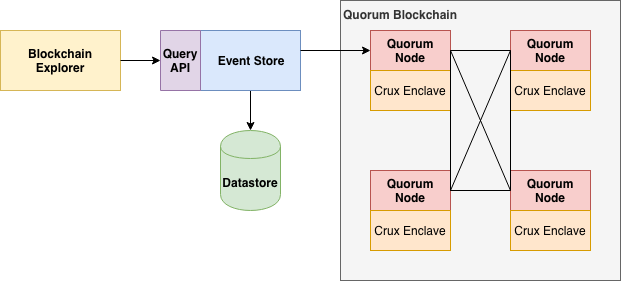 Quorum Blockchain
Blockchain
Explorer
Query
API
Event Store
Datastore
Quorum
Node
Crux Enclave
Quorum
Node
Crux Enclave
Quorum
Node
Crux Enclave
Quorum
Node
Crux Enclave